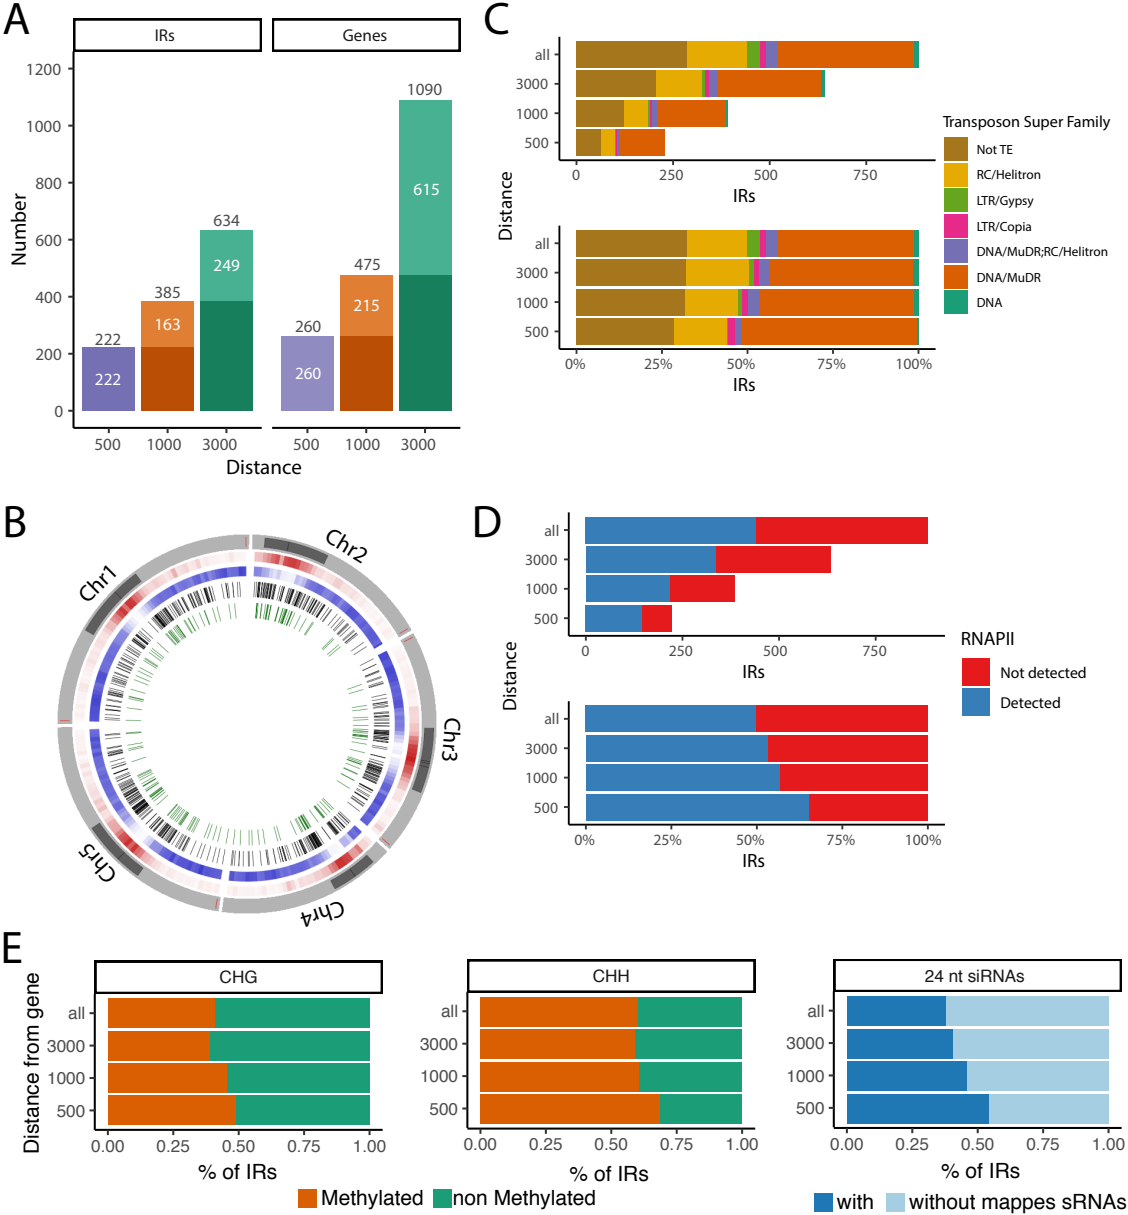 A
IRs
Genes
Number
1200
1000
800
600
400
200
0
222
222
385
163
634
249
260
260
475
215
1090
615
500
1000
3000
500
1000
3000
Distance
C
all
3000
1000
500
0
250
500
750
IRs
Distance
all
3000
1000
500
0%
25%
50%
75%
100%
IRs
Transposon Super Family
Not TE
RC/Helitron
LTR/Gypsy
LTR/Copia
DNA/MuDR;RC/Helitron
DNA/MuDR
DNA
B
Chr1
Chr2
Chr3
Chr4
Chr5
D
all
3000
1000
500
0
250
500
750
IRs
Distance
all
3000
1000
500
0%
25%
50%
75%
100%
IRs
RNAPII
Not detected
Detected
E
Distance from gene
CHG
all
3000
1000
500
0.00
0.25
0.50
0.75
1.00
% of IRs
CHH
all
3000
1000
500
0.00
0.25
0.50
0.75
1.00
% of IRs
Methylated
non Methylated
24 nt siRNAs
all
3000
1000
500
0.00
0.25
0.50
0.75
1.00
% of IRs
with
without mappes sRNAs